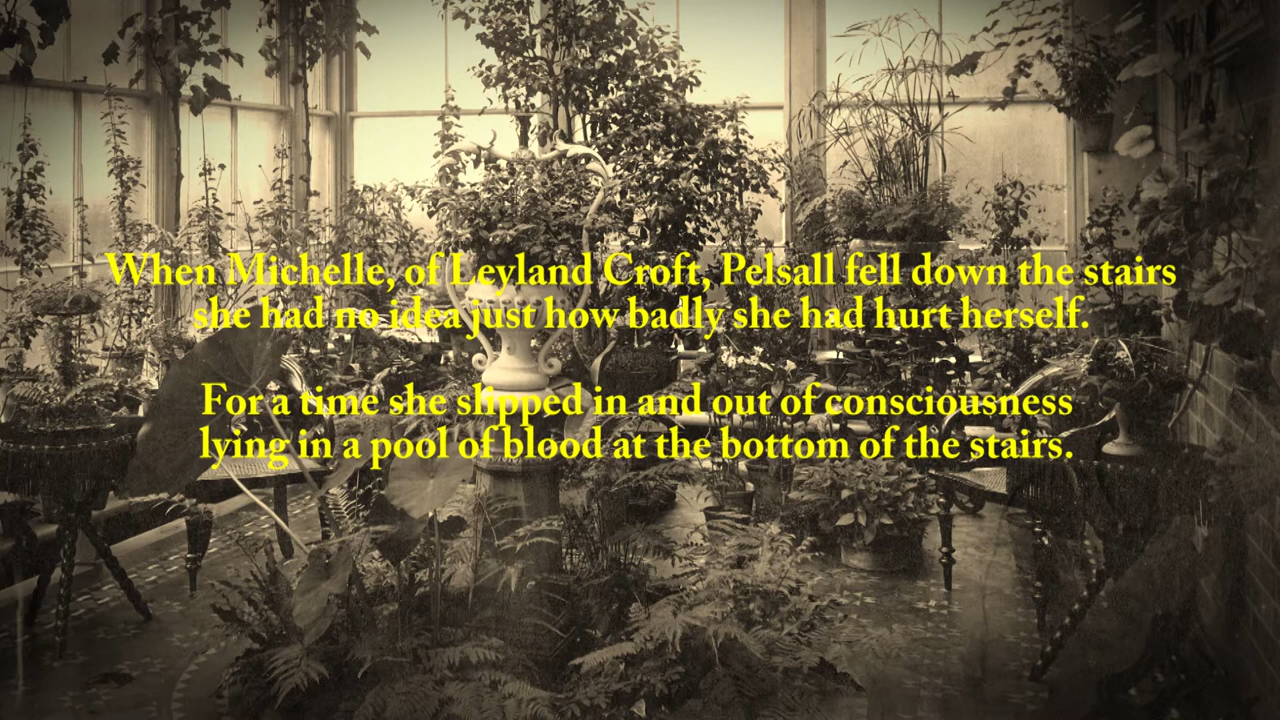 When Michelle, of Leyland Croft, Pelsall fell down the stairs
she had no idea just how badly she had hurt herself.
For a time she slipped in and out of consciousness
lying in a pool of blood at the bottom of the stairs.